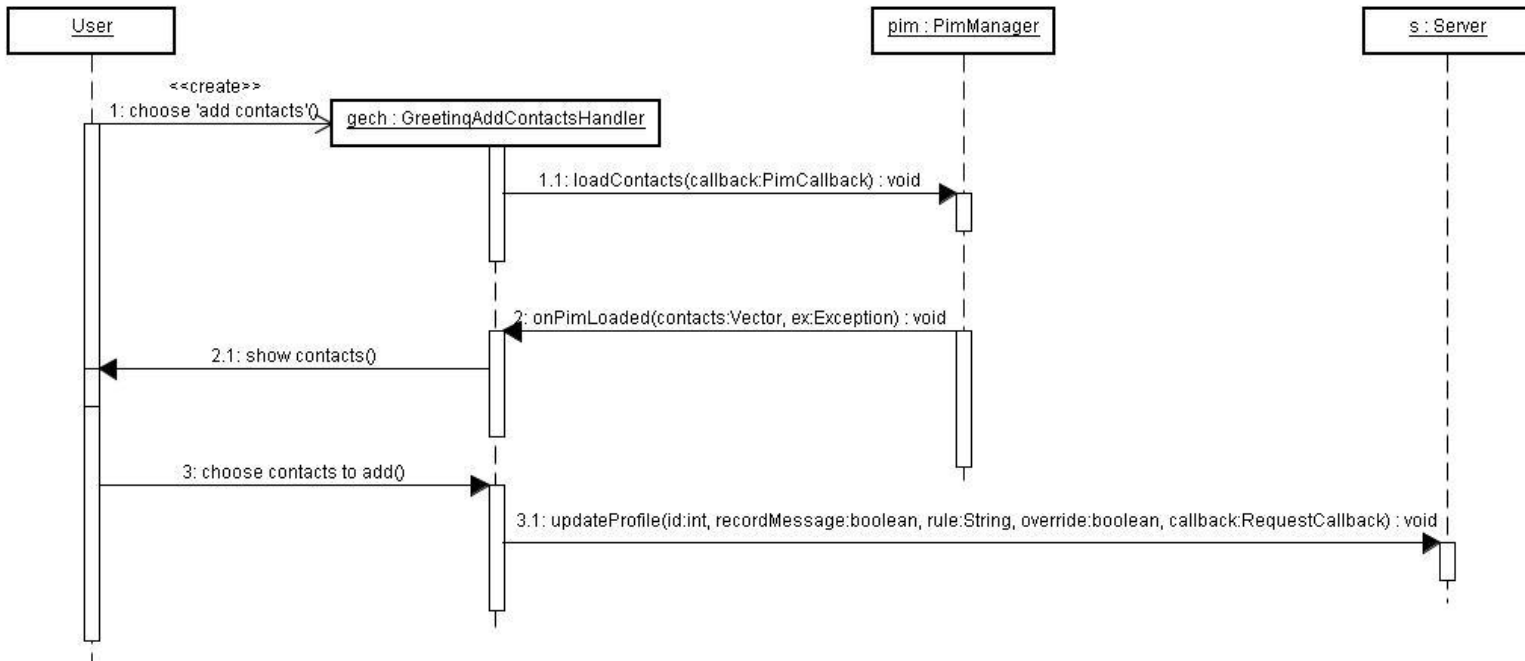 User
pim : PimManager
s : Server
<<create>>
1: choose 'add contacts'()
gech : GreetingAddContactsHandler
1.1: loadContacts(callback:PimCallback) : void
2: onPimLoaded(contacts:Vector, ex:Exception) : void
2.1: show contacts()
3: choose contacts to add()
3.1: updateProfile(id:int, recordMessage:boolean, rule:String, override:boolean, callback:RequestCallback) : void